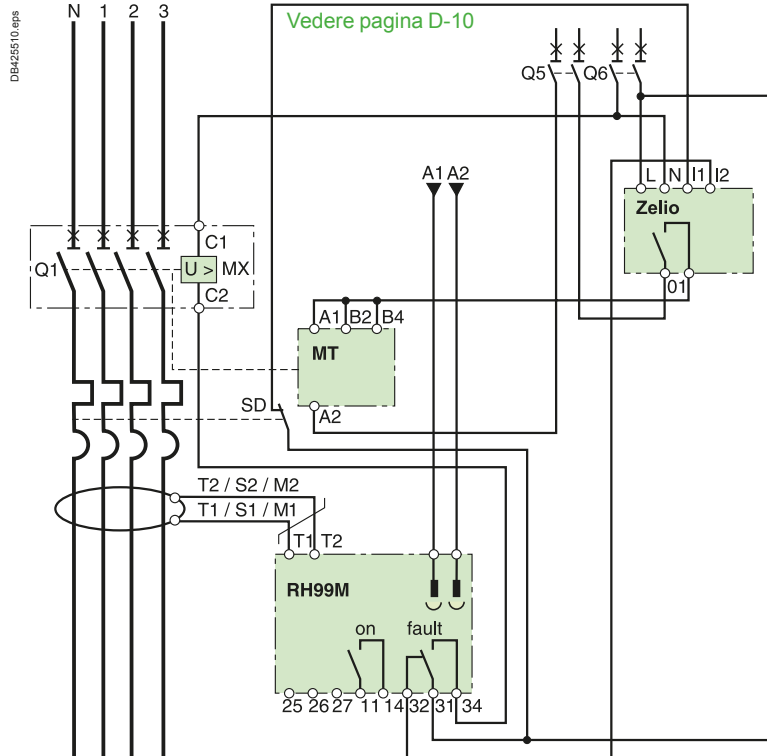 DB425510.eps
N 1 2 3
Vedere pagina D-10
Q5 Q6
A1 A2
L N I1 I2
Zelio
C1
Q1 U > MX
C2
01
A1 B2 B4
MT
SD
A2
T2 / S2 / M2
T1 / S1 / M1
T1 T2
RH99M
on fault
25 26 27 11 14 32 31 34